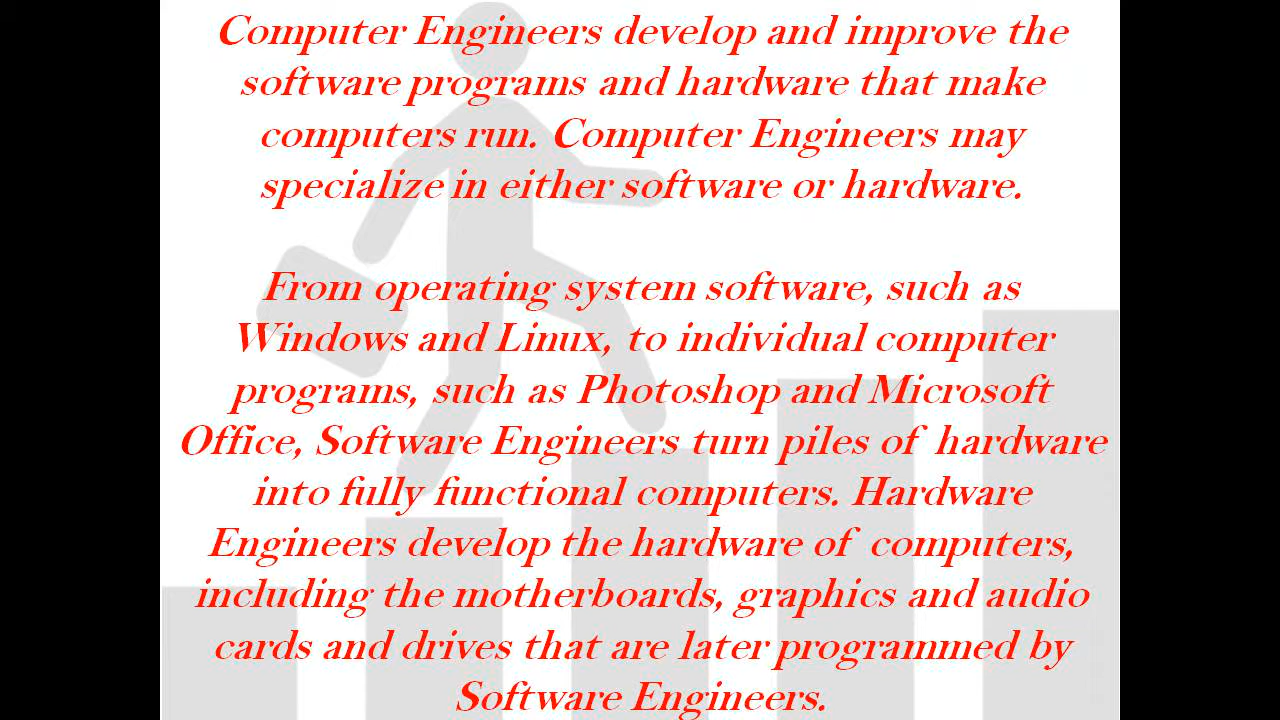 Computer Engineers develop and improve the
software programs and hardware that make
computers run. Computer Engineers may
specialize in either software or hardware.
From operating system software, such as
Windows and Linux, to individual computer
programs, such as Photoshop and Microsoft
Office, Software Engineers turn piles of hardware
into fully functional computers. Hardware
Engineers develop the hardware of computers,
including the motherboards, graphics and audio
cards and drives that are later programmed by
Software Engineers.